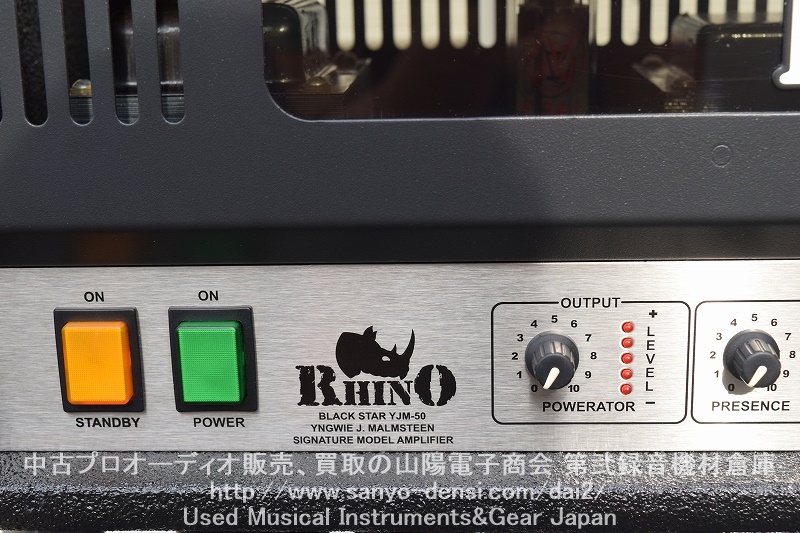 ON
ON
STANDBY
POWER
RHINO
BLACK STAR YJM-50
YNGWIE J. MALMSTEEN
SIGNATURE MODEL AMPLIFIER
OUTPUT
0 1 2 3 4 5 6 7 8 9 10
POWERATOR
+
LEVEL
−
0 1 2 3 4 5 6 7 8 9 10
PRESENCE
中古プロオーディオ販売、買取の山陽電子商会 第弐録音機材倉庫
http://www.sanyo-densi.com/dai2/
Used Musical Instruments&Gear Japan